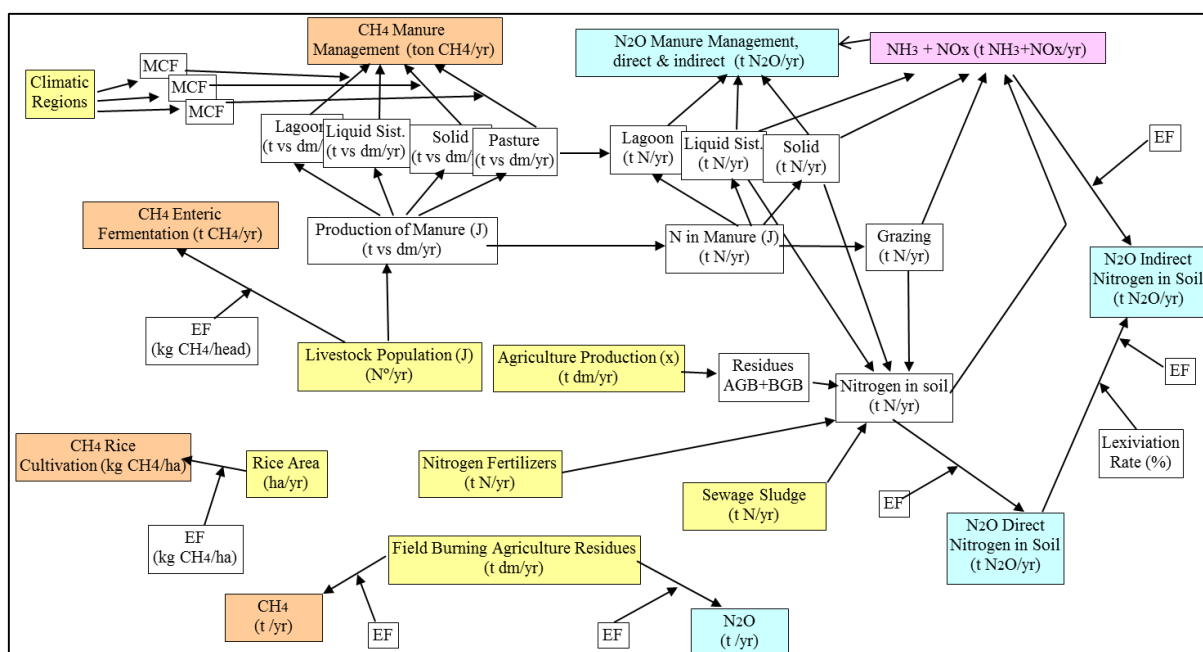 CH4 Manure
Management (ton CH4/yr)
N2O Manure Management,
direct & indirect (t N2O/yr)
NH3 + NOx (t NH3+NOx/yr)
Climatic
Regions
MCF
MCF
MCF
Lagoon
(t vs dm/
Liquid Sist.
(t vs dm/yr)
Solid
(t vs dm/
Pasture
(t vs dm/yr)
Lagoon
(t N/yr)
Liquid Sist.
(t N/yr)
Solid
(t N/yr)
EF
CH4 Enteric
Fermentation (t CH4/yr)
Production of Manure (J)
(t vs dm/yr)
N in Manure (J)
(t N/yr)
Grazing
(t N/yr)
N2O Indirect
Nitrogen in Soil
(t N2O/yr)
EF
(kg CH4/head)
Livestock Population (J)
(Nº/yr)
Agriculture Production (x)
(t dm/yr)
Residues
AGB+BGB
Nitrogen in soil
(t N/yr)
EF
CH4 Rice
Cultivation (kg CH4/ha)
Rice Area
(ha/yr)
Nitrogen Fertilizers
(t N/yr)
Sewage Sludge
(t N/yr)
Lexiviation
Rate (%)
EF
EF
(kg CH4/ha)
N2O Direct
Nitrogen in Soil
(t N2O/yr)
Field Burning Agriculture Residues
(t dm/yr)
CH4
(t /yr)
EF
EF
N2O
(t /yr)